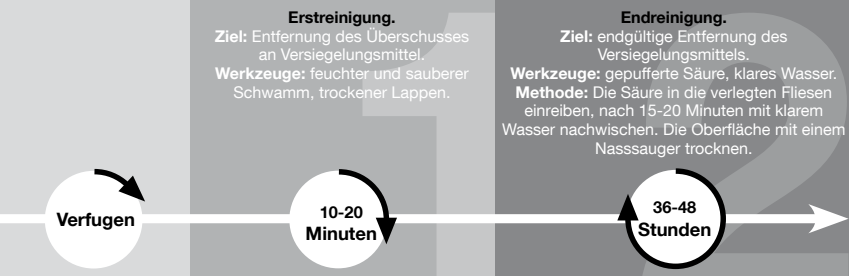 Erstreinigung.
Ziel: Entfernung des Überschusses
an Versiegelungsmittel.
Werkzeuge: feuchter und sauberer
Schwamm, trockener Lappen.
1
Endreinigung.
Ziel: endgültige Entfernung des
Versiegelungsmittels.
Werkzeuge: gepufferte Säure, klares Wasser.
Methode: Die Säure in die verlegten Fliesen
einreiben, nach 15-20 Minuten mit klarem
Wasser nachwischen. Die Oberfläche mit einem
Nasssauger trocknen.
2
Verfugen
10-20
Minuten
36-48
Stunden